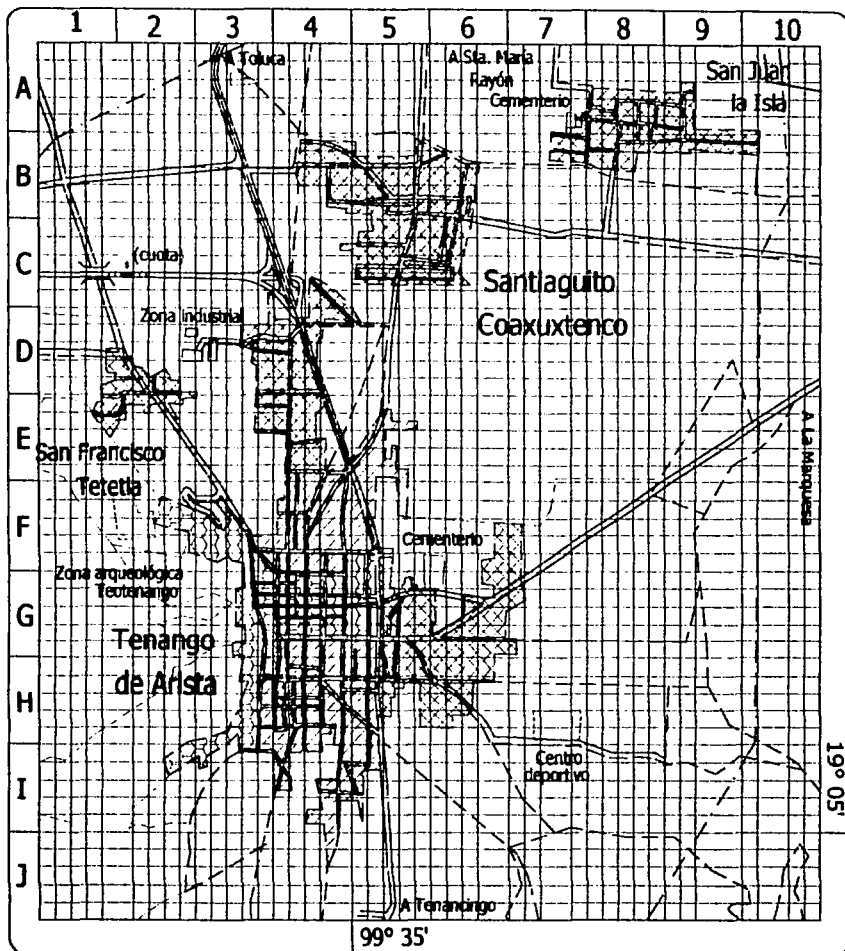 1 2 3 4 5 6 7 8 9 10
A
B
C
D
E
F
G
H
I
J
A Toluca
A Sta. María
Rayón
Cementerio
San Juan
la Isla
(cuota)
Santiaguito
Coaxuxtenco
Zona Industrial
San Francisco
Tetetla
A La Marquesa
Cementerio
Zona arqueológica
Teotenango
Tenango
de Arista
Centro
deportivo
19° 05'
A Tenancingo
99° 35'